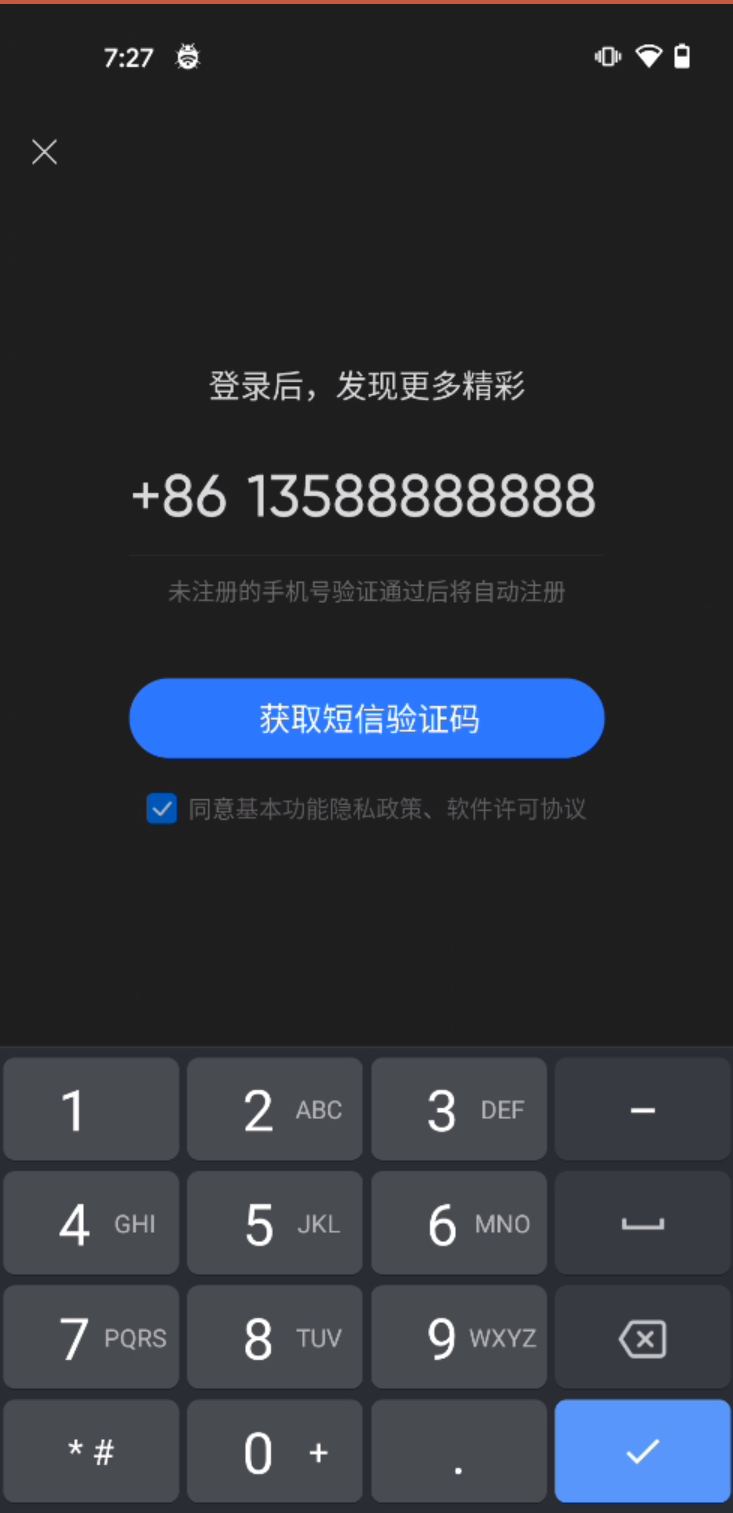 7:27
登录后，发现更多精彩
+86 13588888888
未注册的手机号验证通过后将自动注册
获取短信验证码
同意基本功能隐私政策、软件许可协议
1 2 ABC 3 DEF –
4 GHI 5 JKL 6 MNO
7 PQRS 8 TUV 9 WXYZ
* # 0 + .